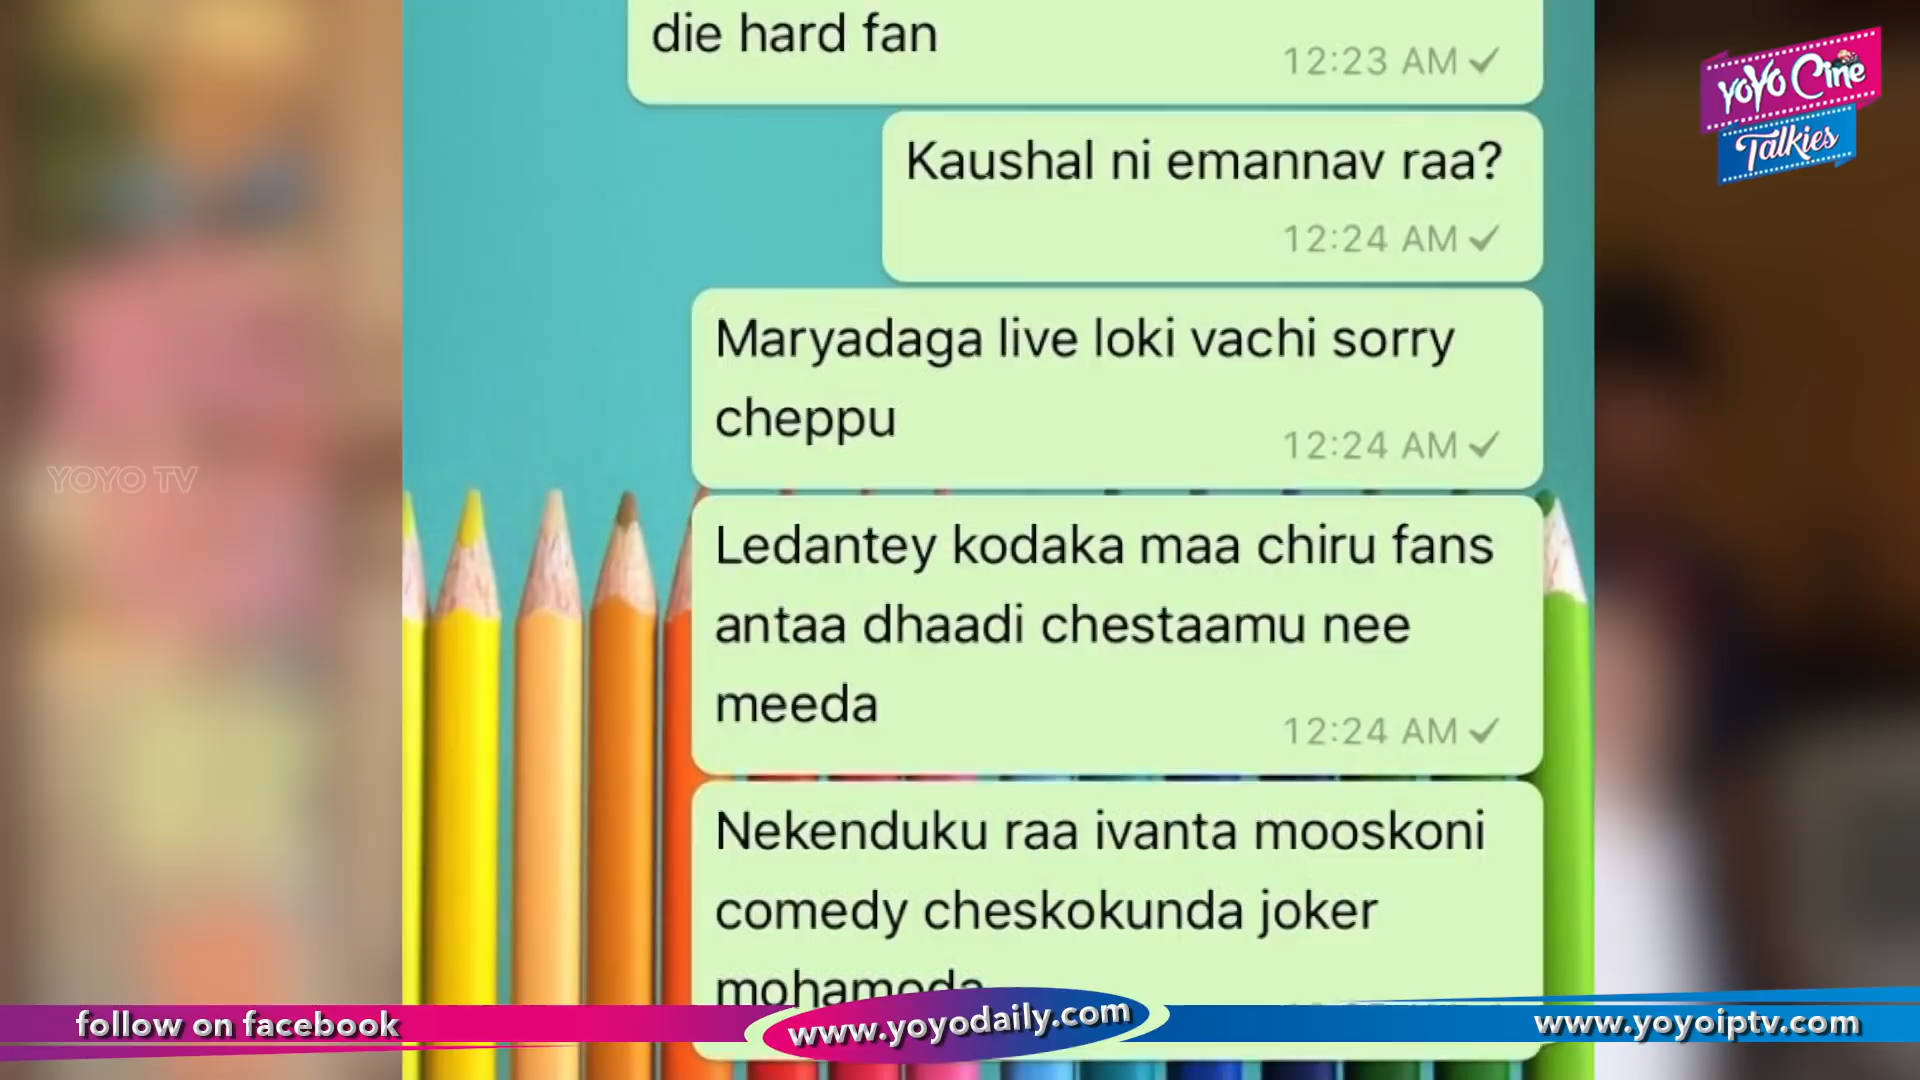 die hard fan
12:23 AM
Kaushal ni emannav raa?
12:24 AM
Maryadaga live loki vachi sorry
cheppu
12:24 AM
Ledantey kodaka maa chiru fans
antaa dhaadi chestaamu nee
meeda
12:24 AM
Nekenduku raa ivanta mooskoni
comedy cheskokunda joker
mohamoda
YOYO Cine
Talkies
YOYO TV
follow on facebook
www.yoyodaily.com
www.yoyoiptv.com